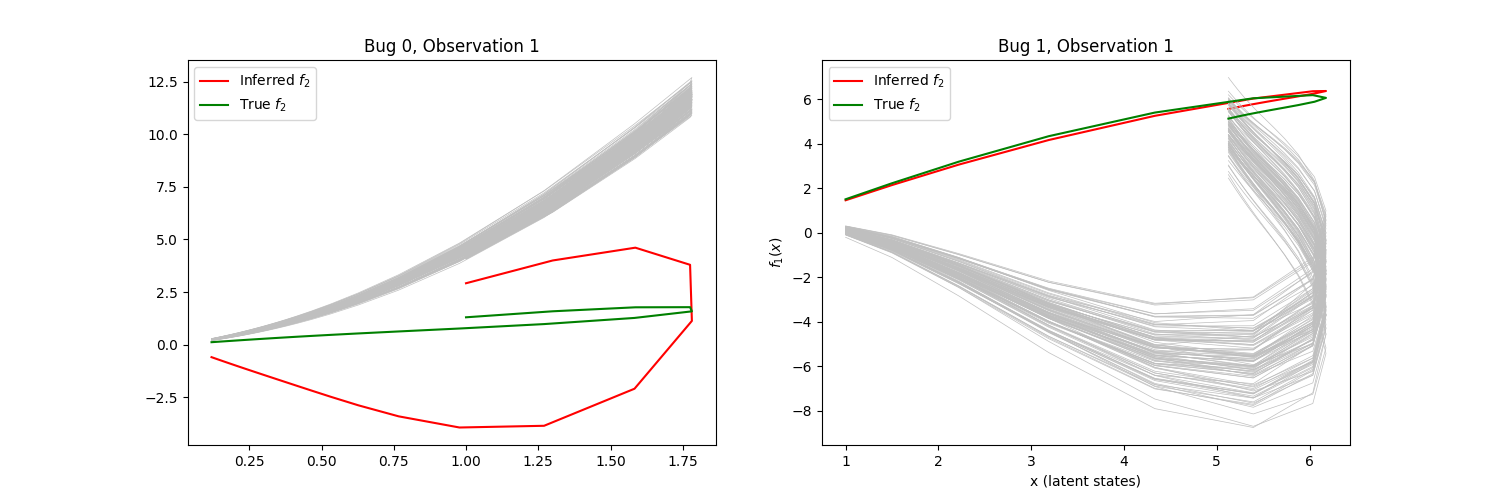 Bug 0, Observation 1
Inferred f₂
True f₂
12.5
10.0
7.5
5.0
2.5
0.0
−2.5
0.25 0.50 0.75 1.00 1.25 1.50 1.75
Bug 1, Observation 1
Inferred f₂
True f₂
f₁(x)
6
4
2
0
−2
−4
−6
−8
1 2 3 4 5 6
x (latent states)